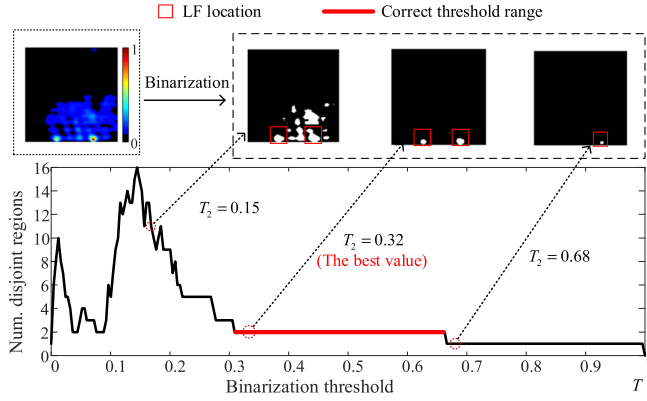 LF location
Correct threshold range
1
0
Binarization
Num. disjoint regions
16
14
12
10
8
6
4
2
0
T₂ = 0.15
T₂ = 0.32
(The best value)
T₂ = 0.68
0 0.1 0.2 0.3 0.4 0.5 0.6 0.7 0.8 0.9
T
Binarization threshold